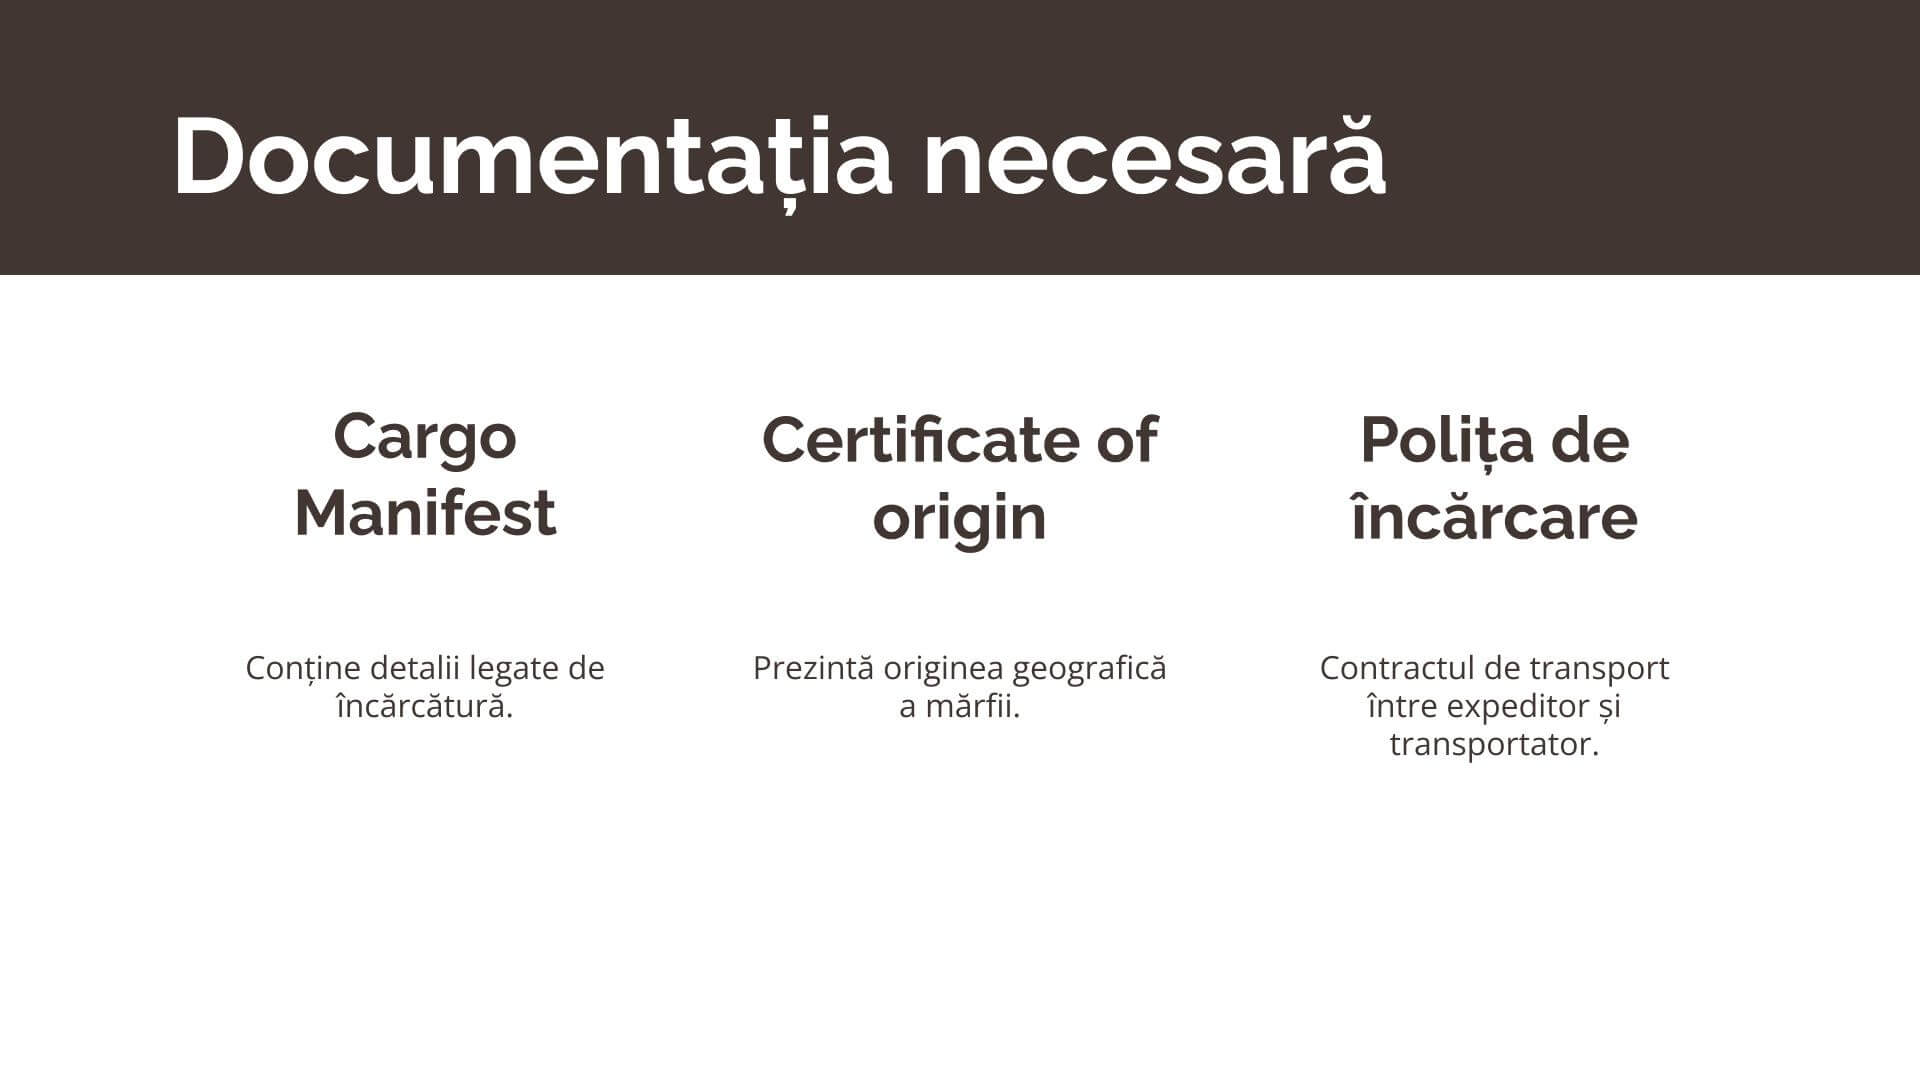 Documentația necesară
Cargo
Manifest
Conține detalii legate de
încărcătură.
Certificate of
origin
Prezintă originea geografică
a mărfii.
Polița de
încărcare
Contractul de transport
între expeditor și
transportator.